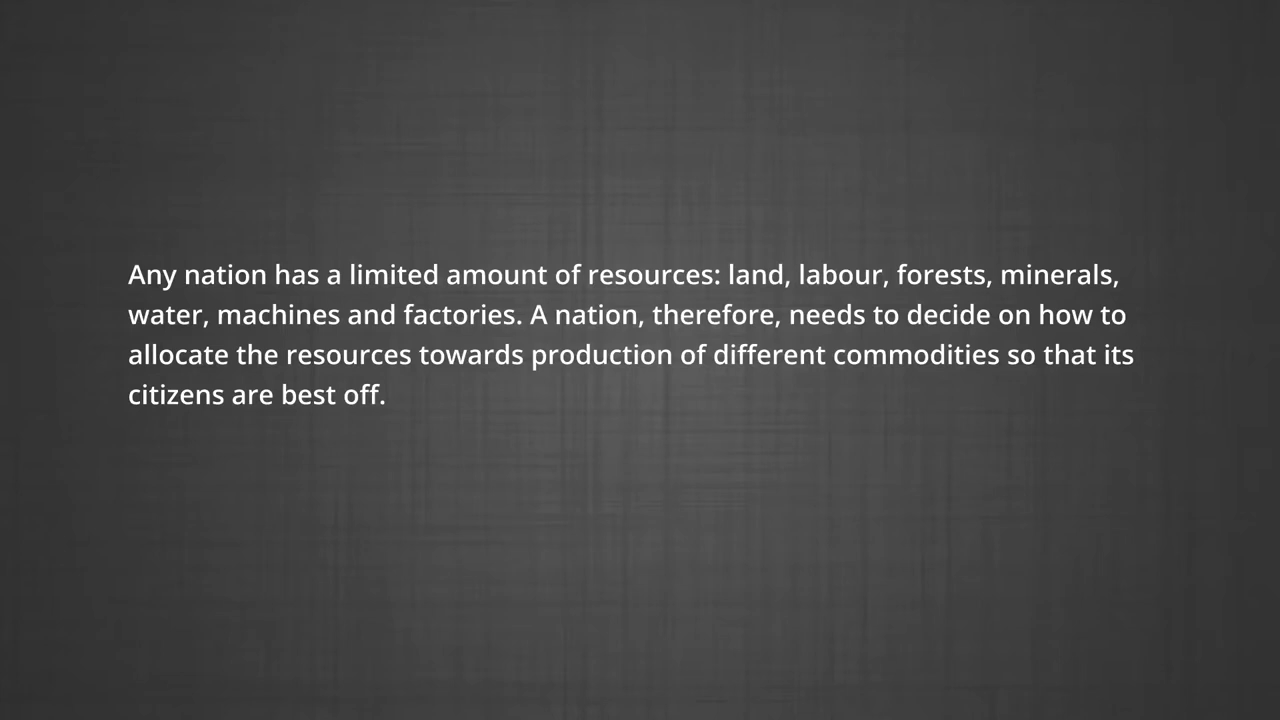 Any nation has a limited amount of resources: land, labour, forests, minerals,
water, machines and factories. A nation, therefore, needs to decide on how to
allocate the resources towards production of different commodities so that its
citizens are best off.